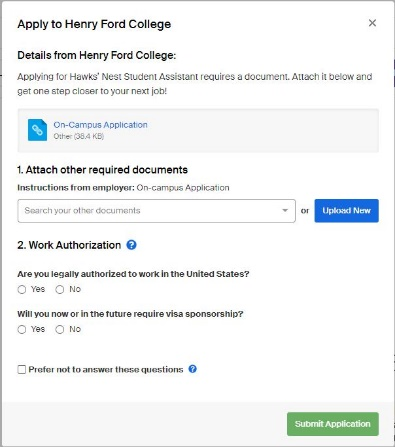 Apply to Henry Ford College
Details from Henry Ford College:
Applying for Hawks' Nest Student Assistant requires a document. Attach it below and
get one step closer to your next job!
On-Campus Application
Other (38.4 KB)
1. Attach other required documents
Instructions from employer: On-campus Application
Search your other documents
or
Upload New
2. Work Authorization ?
Are you legally authorized to work in the United States?
Yes No
Will you now or in the future require visa sponsorship?
Yes No
Prefer not to answer these questions ?
Submit Application